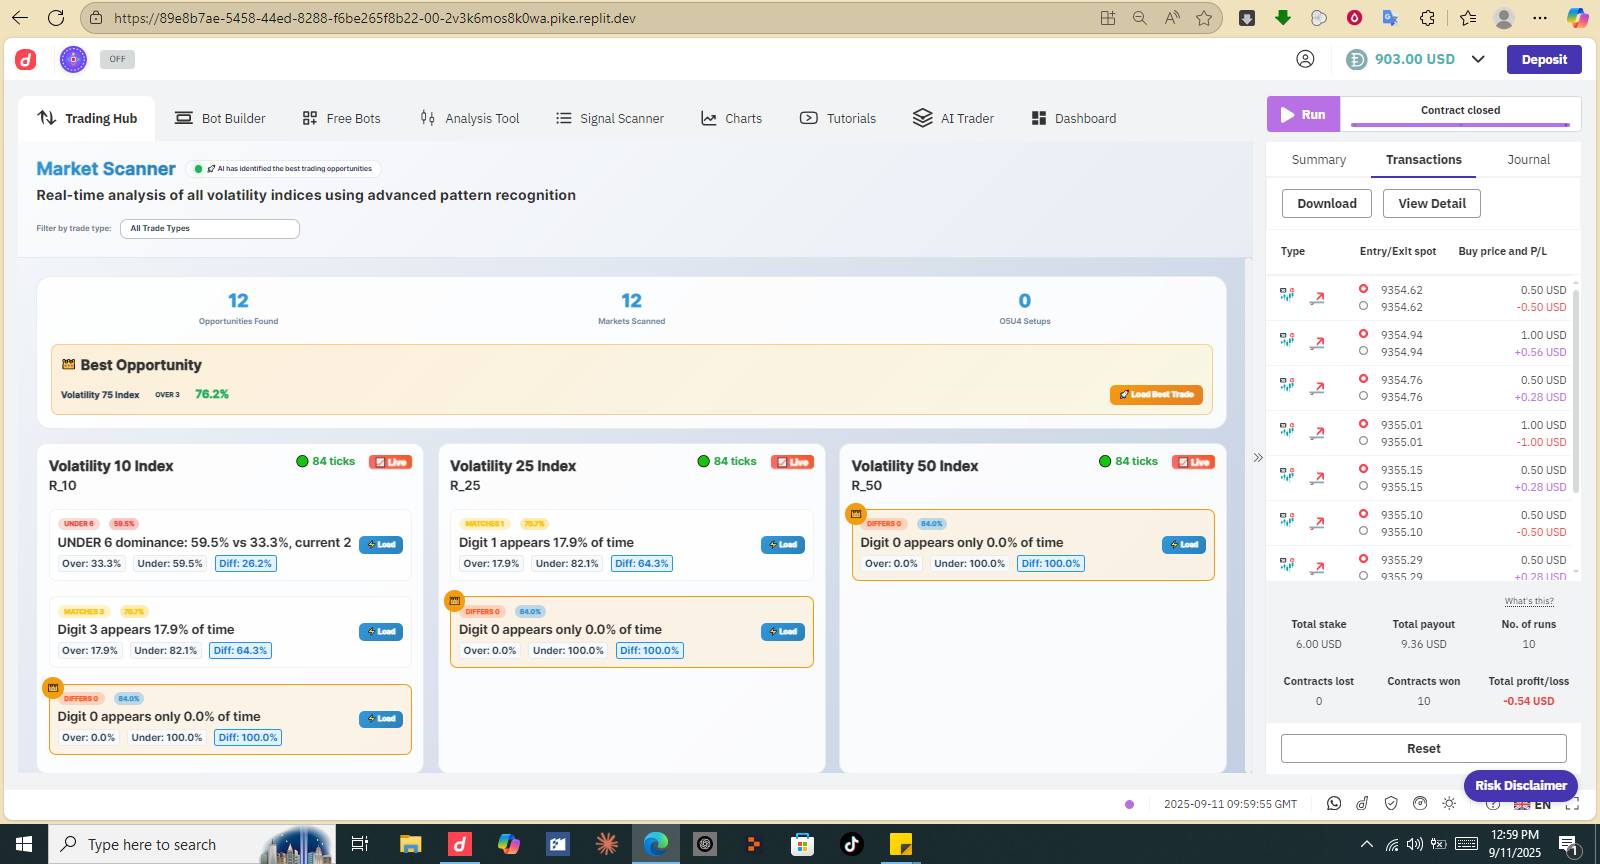 https://89e8b7ae-5458-44ed-8288-f6be265f8b22-00-2v3k6mos8k0wa.pike.replit.dev
OFF
903.00 USD
Deposit
Trading Hub
Bot Builder
Free Bots
Analysis Tool
Signal Scanner
Charts
Tutorials
AI Trader
Dashboard
Run
Contract closed
Market Scanner
AI has identified the best trading opportunities
Real-time analysis of all volatility indices using advanced pattern recognition
Filter by trade type:
All Trade Types
12
Opportunities Found
12
Markets Scanned
0
O5U4 Setups
Best Opportunity
Volatility 75 Index OVER 3 76.2%
Load Best Trade
Volatility 10 Index
84 ticks
Live
R_10
UNDER 6 59.5%
UNDER 6 dominance: 59.5% vs 33.3%, current 2
Load
Over: 33.3% Under: 59.5% Diff: 26.2%
MATCHES 3 70.7%
Digit 3 appears 17.9% of time
Load
Over: 17.9% Under: 82.1% Diff: 64.3%
DIFFERS 0 84.0%
Digit 0 appears only 0.0% of time
Load
Over: 0.0% Under: 100.0% Diff: 100.0%
Volatility 25 Index
84 ticks
Live
R_25
MATCHES 1 70.7%
Digit 1 appears 17.9% of time
Load
Over: 17.9% Under: 82.1% Diff: 64.3%
DIFFERS 0 84.0%
Digit 0 appears only 0.0% of time
Load
Over: 0.0% Under: 100.0% Diff: 100.0%
Volatility 50 Index
84 ticks
Live
R_50
DIFFERS 0 84.0%
Digit 0 appears only 0.0% of time
Load
Over: 0.0% Under: 100.0% Diff: 100.0%
Summary
Transactions
Journal
Download
View Detail
Type Entry/Exit spot Buy price and P/L
9354.62 0.50 USD
9354.62 -0.50 USD
9354.94 1.00 USD
9354.94 +0.56 USD
9354.76 0.50 USD
9354.76 +0.28 USD
9355.01 1.00 USD
9355.01 -1.00 USD
9355.15 0.50 USD
9355.15 +0.28 USD
9355.10 0.50 USD
9355.10 -0.50 USD
9355.29 0.50 USD
9355.29 +0.28 USD
What's this?
Total stake Total payout No. of runs
6.00 USD 9.36 USD 10
Contracts lost Contracts won Total profit/loss
0 10 -0.54 USD
Reset
Risk Disclaimer
2025-09-11 09:59:55 GMT
EN
Type here to search
12:59 PM
9/11/2025
1